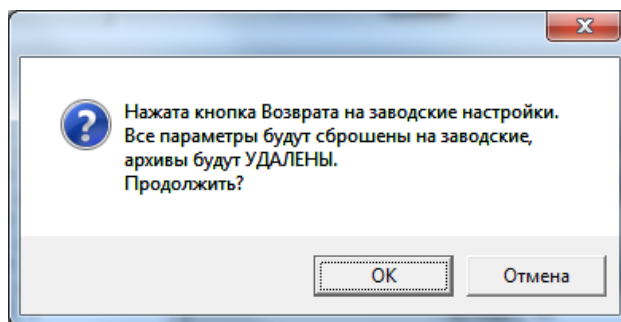 Нажата кнопка Возврата на заводские настройки.
Все параметры будут сброшены на заводские,
архивы будут УДАЛЕНЫ.
Продолжить?
OK
Отмена